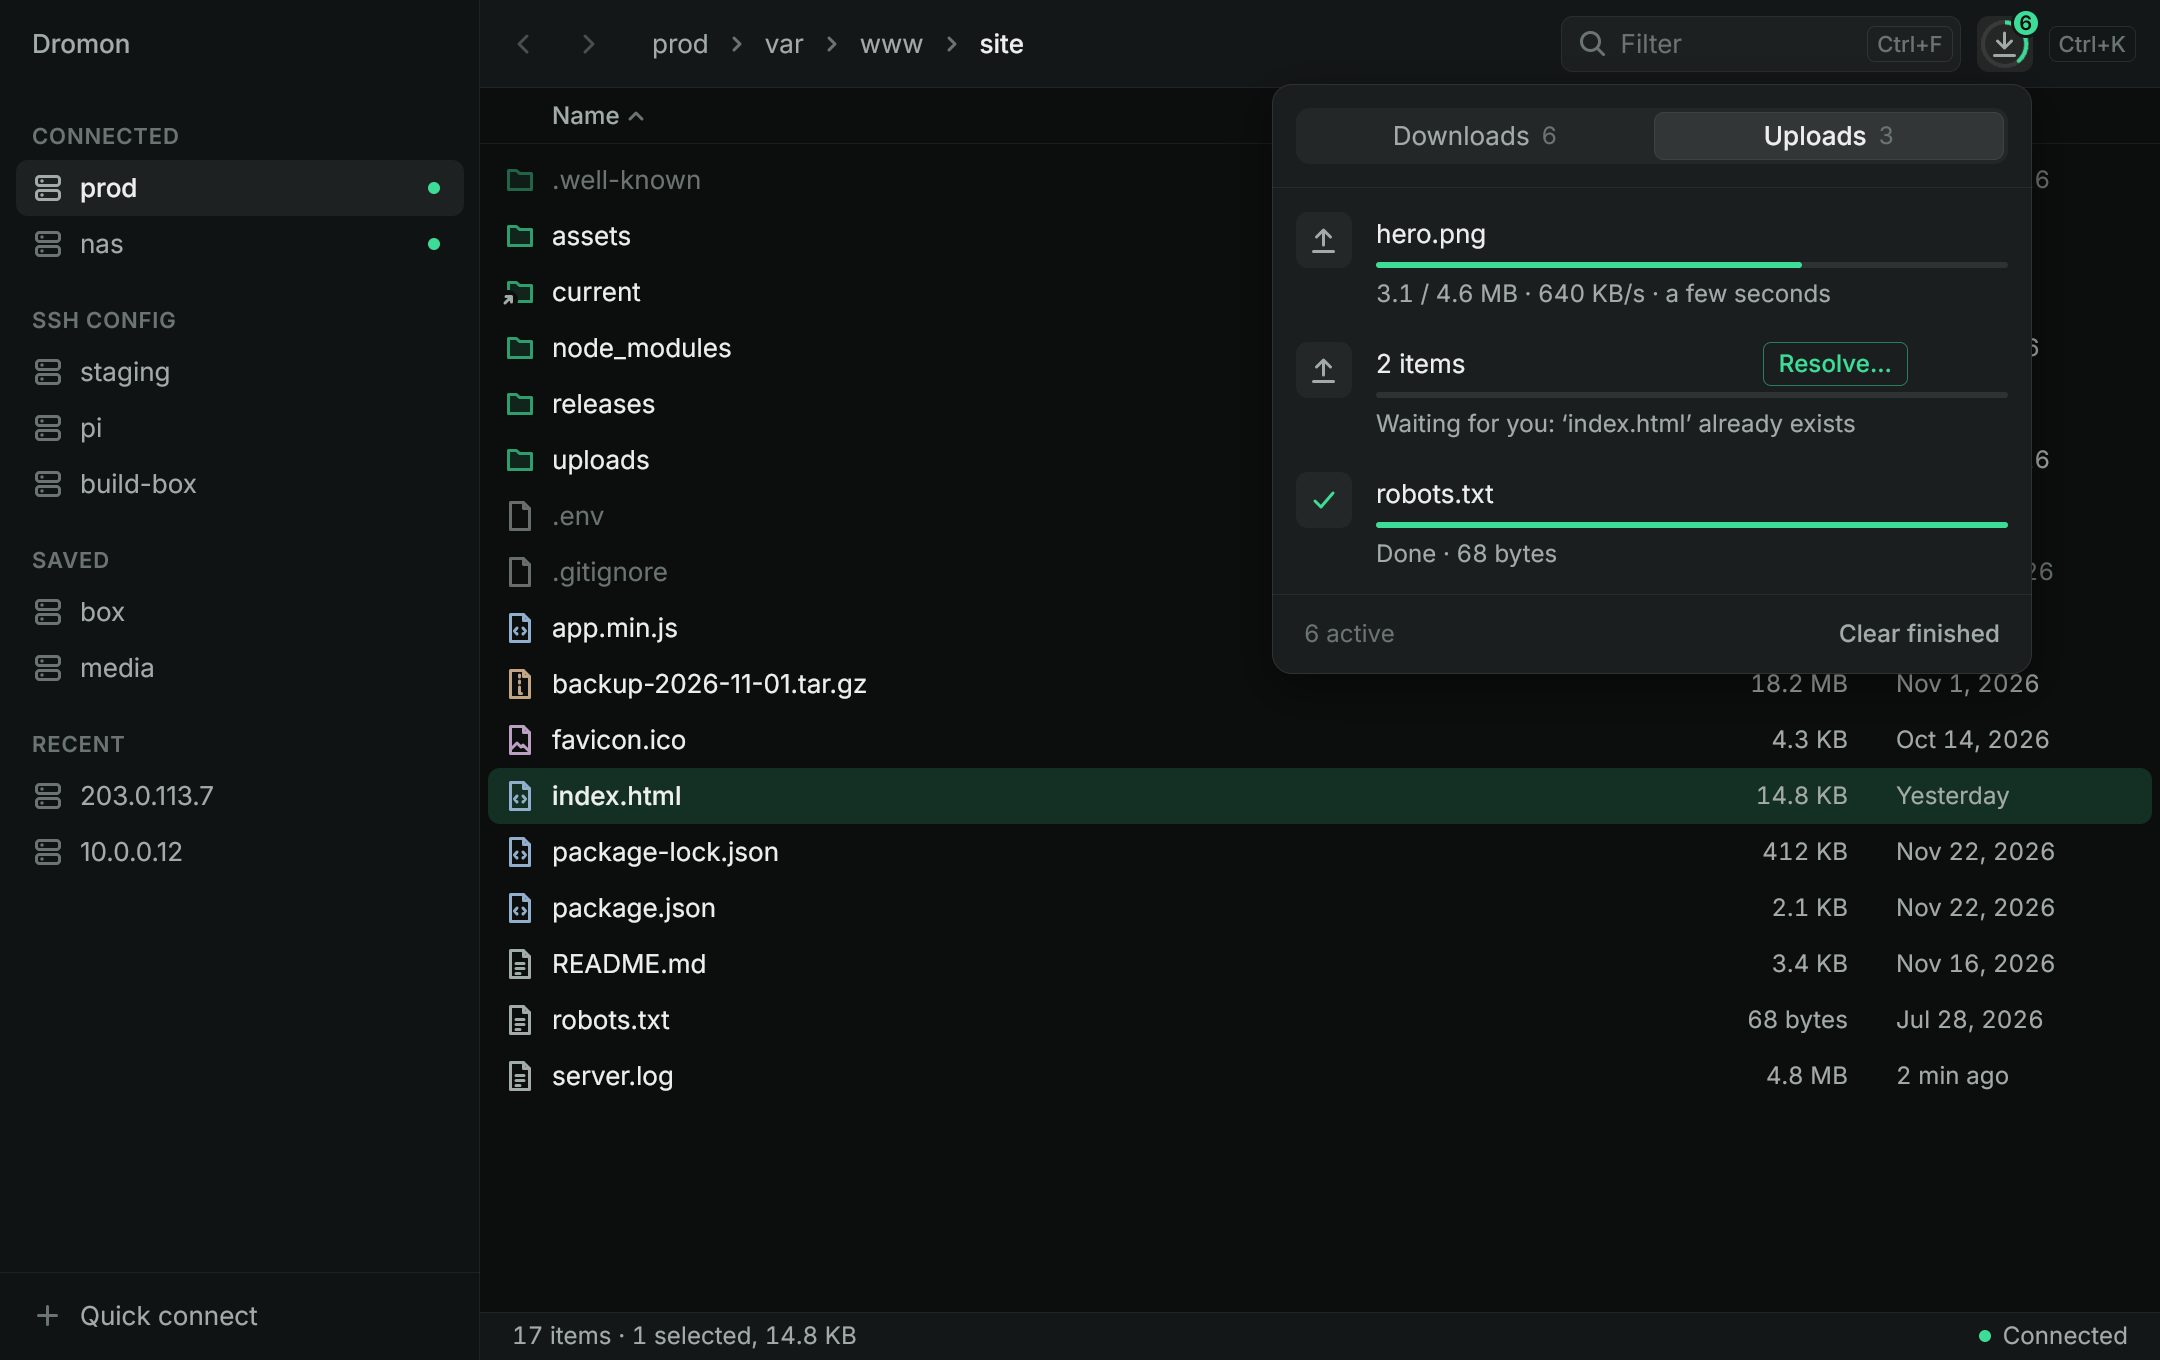 Dromon
CONNECTED
prod
nas
SSH CONFIG
staging
pi
build-box
SAVED
box
media
RECENT
203.0.113.7
10.0.0.12
Quick connect
prod var www site
Filter Ctrl+F
6
Ctrl+K
Name
.well-known
assets
current
node_modules
releases
uploads
.env
.gitignore
app.min.js
backup-2026-11-01.tar.gz 18.2 MB Nov 1, 2026
favicon.ico 4.3 KB Oct 14, 2026
index.html 14.8 KB Yesterday
package-lock.json 412 KB Nov 22, 2026
package.json 2.1 KB Nov 22, 2026
README.md 3.4 KB Nov 16, 2026
robots.txt 68 bytes Jul 28, 2026
server.log 4.8 MB 2 min ago
Downloads 6 Uploads 3
hero.png
3.1 / 4.6 MB · 640 KB/s · a few seconds
2 items Resolve...
Waiting for you: ‘index.html’ already exists
robots.txt
Done · 68 bytes
6 active Clear finished
17 items · 1 selected, 14.8 KB
Connected